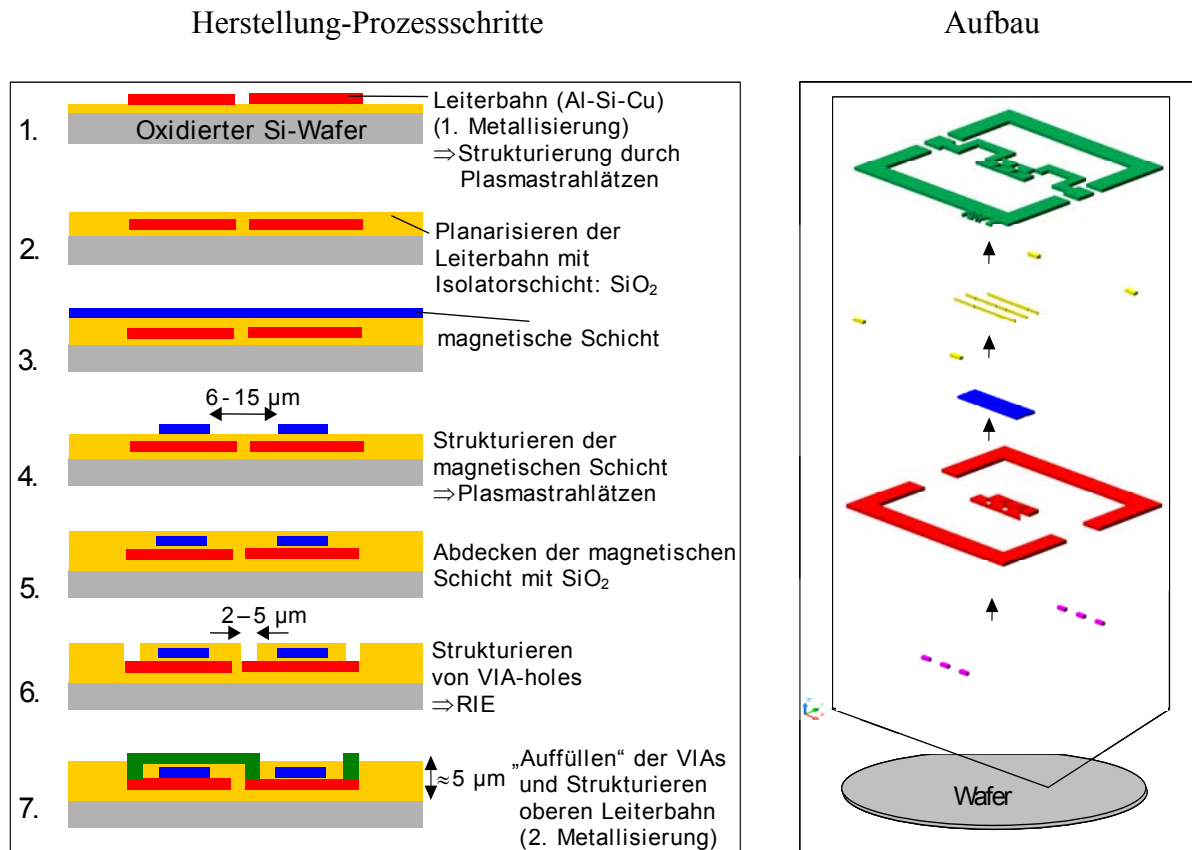 Herstellung-Prozessschritte
Aufbau
1.
Oxidierter Si-Wafer
Leiterbahn (Al-Si-Cu)
(1. Metallisierung)
⇒Strukturierung durch
Plasmastrahlätzen
2.
Planarisieren der
Leiterbahn mit
Isolatorschicht: SiO₂
3.
magnetische Schicht
4.
6 - 15 µm
Strukturieren der
magnetischen Schicht
⇒Plasmastrahlätzen
5.
Abdecken der magnetischen
Schicht mit SiO₂
6.
2 – 5 µm
Strukturieren
von VIA-holes
⇒RIE
7.
≈5 µm
„Auffüllen“ der VIAs
und Strukturieren
oberen Leiterbahn
(2. Metallisierung)
Wafer